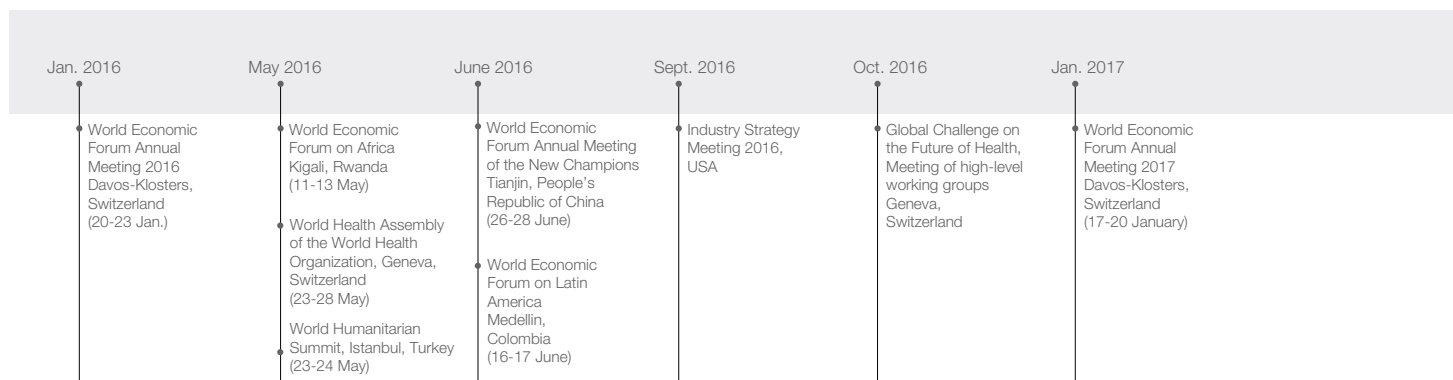 Jan. 2016
May 2016
June 2016
Sept. 2016
Oct. 2016
Jan. 2017
World Economic
Forum Annual
Meeting 2016
Davos-Klosters,
Switzerland
(20-23 Jan.)
World Economic
Forum on Africa
Kigali, Rwanda
(11-13 May)
World Health Assembly
of the World Health
Organization, Geneva,
Switzerland
(23-28 May)
World Humanitarian
Summit, Istanbul, Turkey
(23-24 May)
World Economic
Forum Annual Meeting
of the New Champions
Tianjin, People's
Republic of China
(26-28 June)
World Economic
Forum on Latin
America
Medellin,
Colombia
(16-17 June)
Industry Strategy
Meeting 2016,
USA
Global Challenge on
the Future of Health,
Meeting of high-level
working groups
Geneva,
Switzerland
World Economic
Forum Annual
Meeting 2017
Davos-Klosters,
Switzerland
(17-20 January)